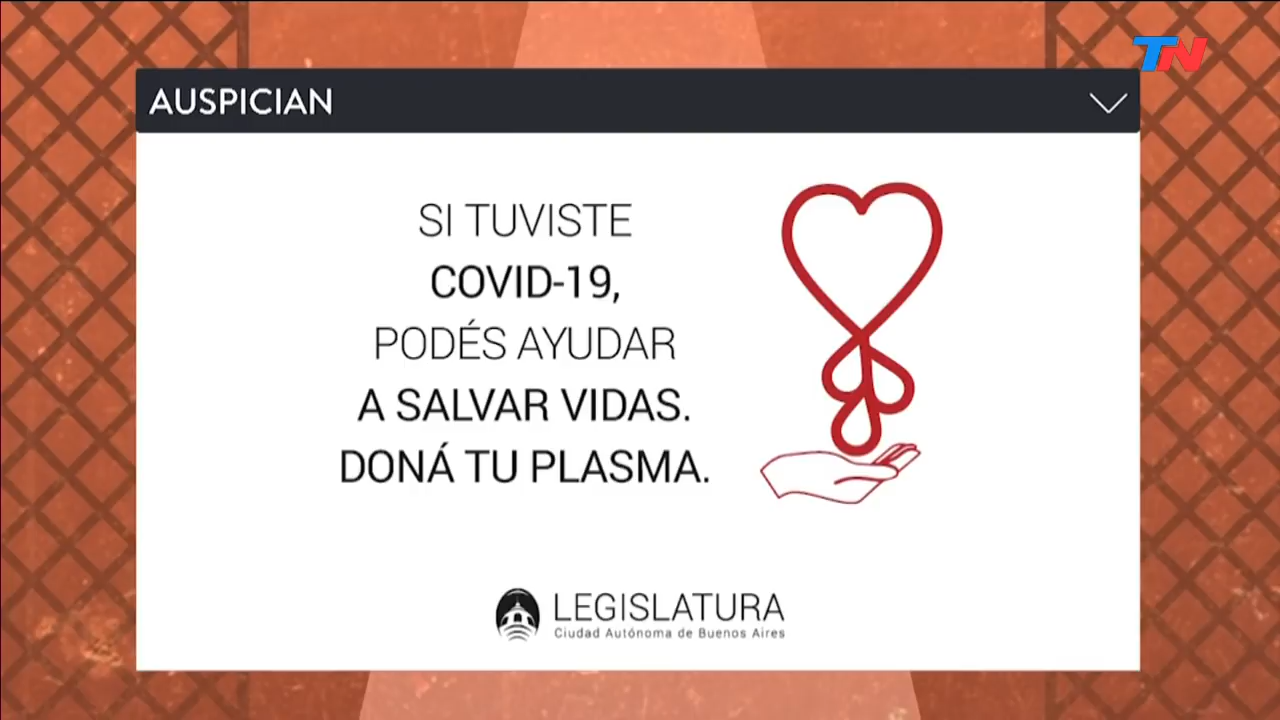 TN
AUSPICIAN
SI TUVISTE
COVID-19,
PODÉS AYUDAR
A SALVAR VIDAS.
DONÁ TU PLASMA.
LEGISLATURA
Ciudad Autónoma de Buenos Aires